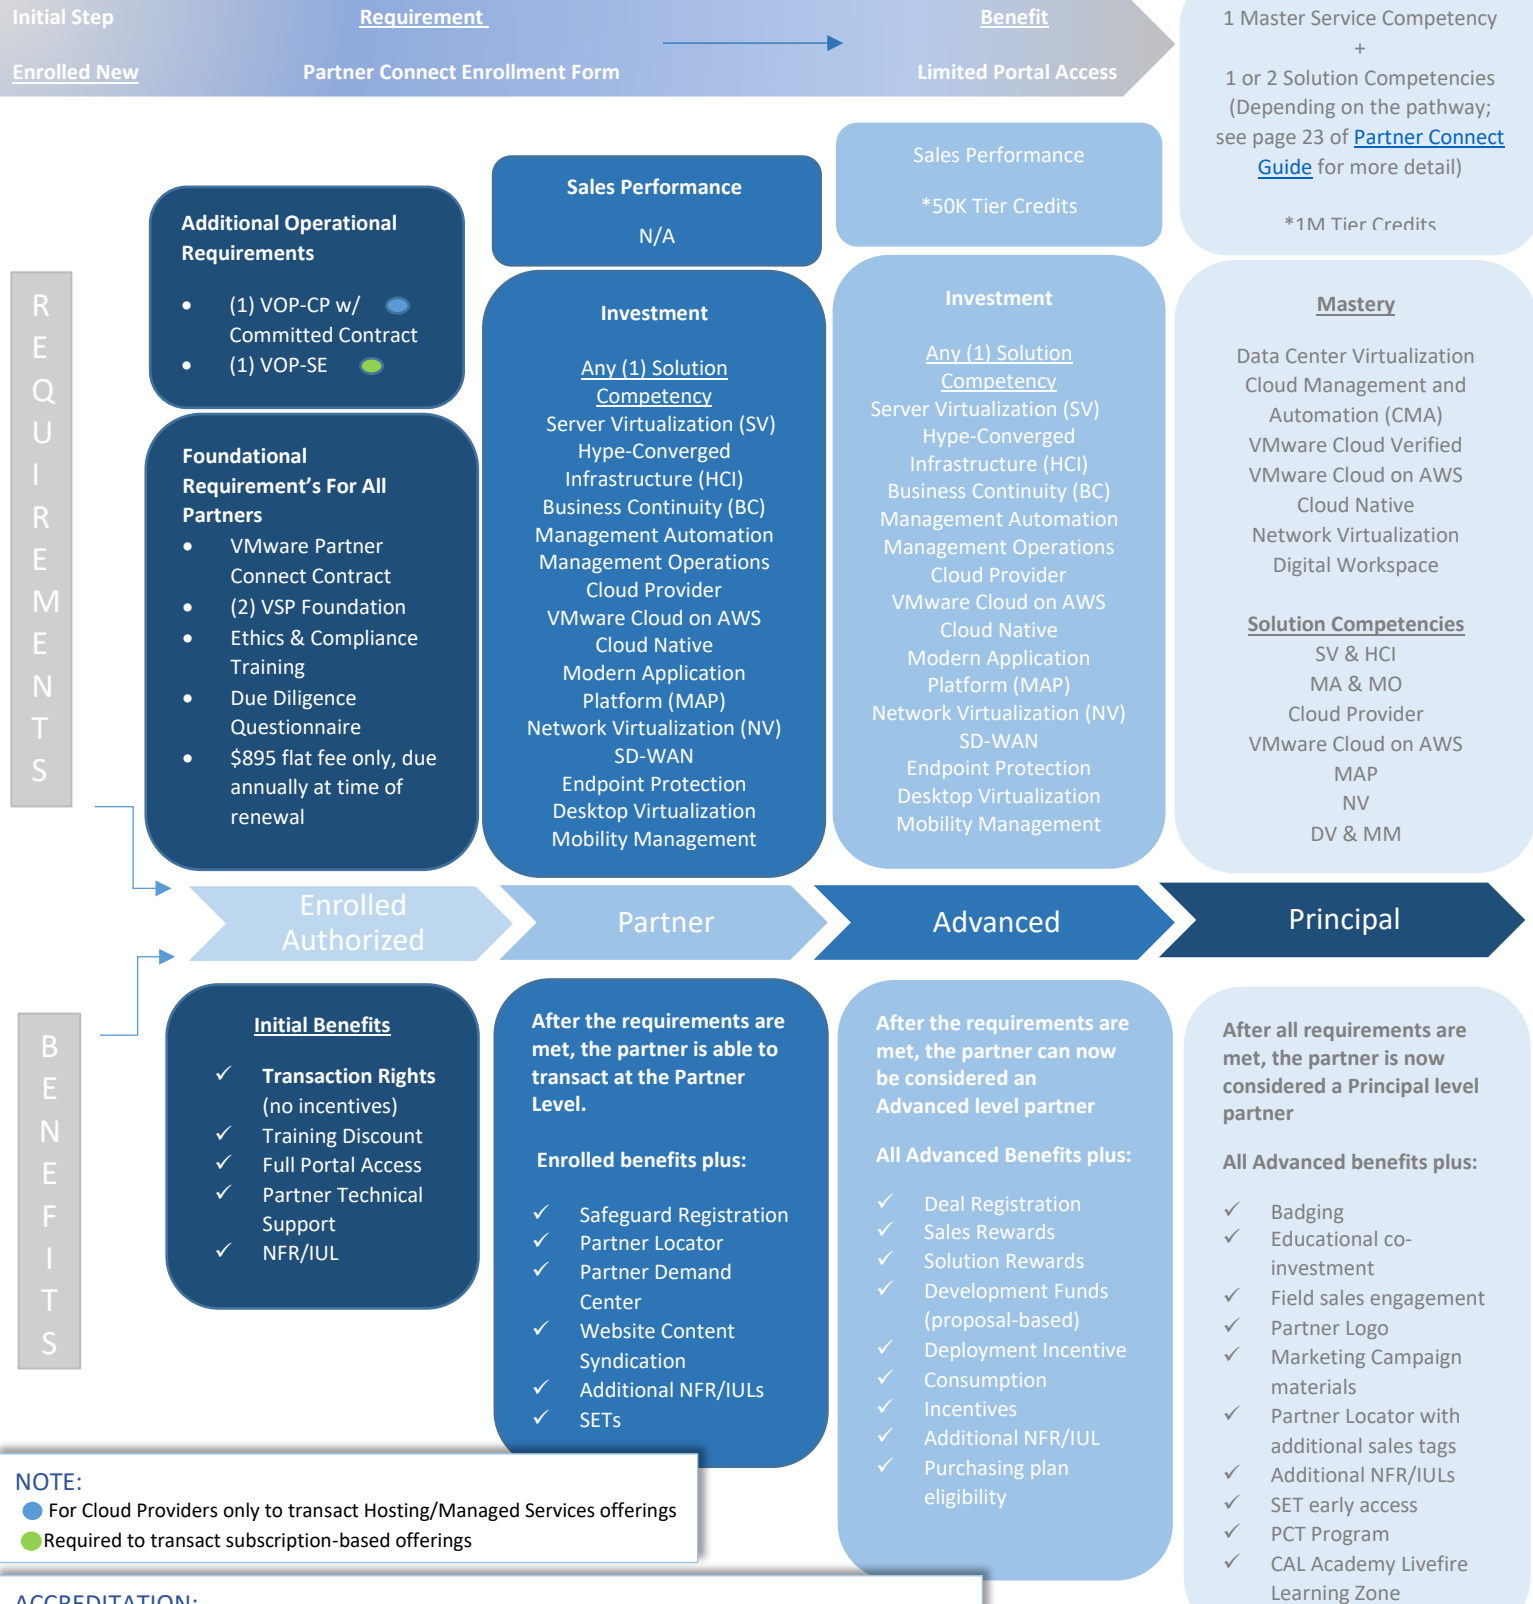 Initial Step
Requirement
Benefit
Enrolled New
Partner Connect Enrollment Form
Limited Portal Access
1 Master Service Competency
+
1 or 2 Solution Competencies
(Depending on the pathway;
see page 23 of Partner Connect
Guide for more detail)
*1M Tier Credits
REQUIREMENTS
Additional Operational
Requirements
• (1) VOP-CP w/
Committed Contract
• (1) VOP-SE
Foundational
Requirement’s For All
Partners
• VMware Partner
Connect Contract
• (2) VSP Foundation
• Ethics & Compliance
Training
• Due Diligence
Questionnaire
• $895 flat fee only, due
annually at time of
renewal
Sales Performance
N/A
Investment
Any (1) Solution
Competency
Server Virtualization (SV)
Hype-Converged
Infrastructure (HCI)
Business Continuity (BC)
Management Automation
Management Operations
Cloud Provider
VMware Cloud on AWS
Cloud Native
Modern Application
Platform (MAP)
Network Virtualization (NV)
SD-WAN
Endpoint Protection
Desktop Virtualization
Mobility Management
Sales Performance
*50K Tier Credits
Investment
Any (1) Solution
Competency
Server Virtualization (SV)
Hype-Converged
Infrastructure (HCI)
Business Continuity (BC)
Management Automation
Management Operations
Cloud Provider
VMware Cloud on AWS
Cloud Native
Modern Application
Platform (MAP)
Network Virtualization (NV)
SD-WAN
Endpoint Protection
Desktop Virtualization
Mobility Management
Mastery
Data Center Virtualization
Cloud Management and
Automation (CMA)
VMware Cloud Verified
VMware Cloud on AWS
Cloud Native
Network Virtualization
Digital Workspace
Solution Competencies
SV & HCI
MA & MO
Cloud Provider
VMware Cloud on AWS
MAP
NV
DV & MM
Enrolled
Authorized
Partner
Advanced
Principal
BENEFITS
Initial Benefits
✓ Transaction Rights
(no incentives)
✓ Training Discount
✓ Full Portal Access
✓ Partner Technical
Support
✓ NFR/IUL
After the requirements are
met, the partner is able to
transact at the Partner
Level.
Enrolled benefits plus:
✓ Safeguard Registration
✓ Partner Locator
✓ Partner Demand
Center
✓ Website Content
Syndication
✓ Additional NFR/IULs
✓ SETs
After the requirements are
met, the partner can now
be considered an
Advanced level partner
All Advanced Benefits plus:
✓ Deal Registration
✓ Sales Rewards
✓ Solution Rewards
✓ Development Funds
(proposal-based)
✓ Deployment Incentive
✓ Consumption
✓ Incentives
✓ Additional NFR/IUL
✓ Purchasing plan
eligibility
After all requirements are
met, the partner is now
considered a Principal level
partner
All Advanced benefits plus:
✓ Badging
✓ Educational co-
investment
✓ Field sales engagement
✓ Partner Logo
✓ Marketing Campaign
materials
✓ Partner Locator with
additional sales tags
✓ Additional NFR/IULs
✓ SET early access
✓ PCT Program
✓ CAL Academy Livefire
Learning Zone
NOTE:
For Cloud Providers only to transact Hosting/Managed Services offerings
Required to transact subscription-based offerings
ACCREDITATION: